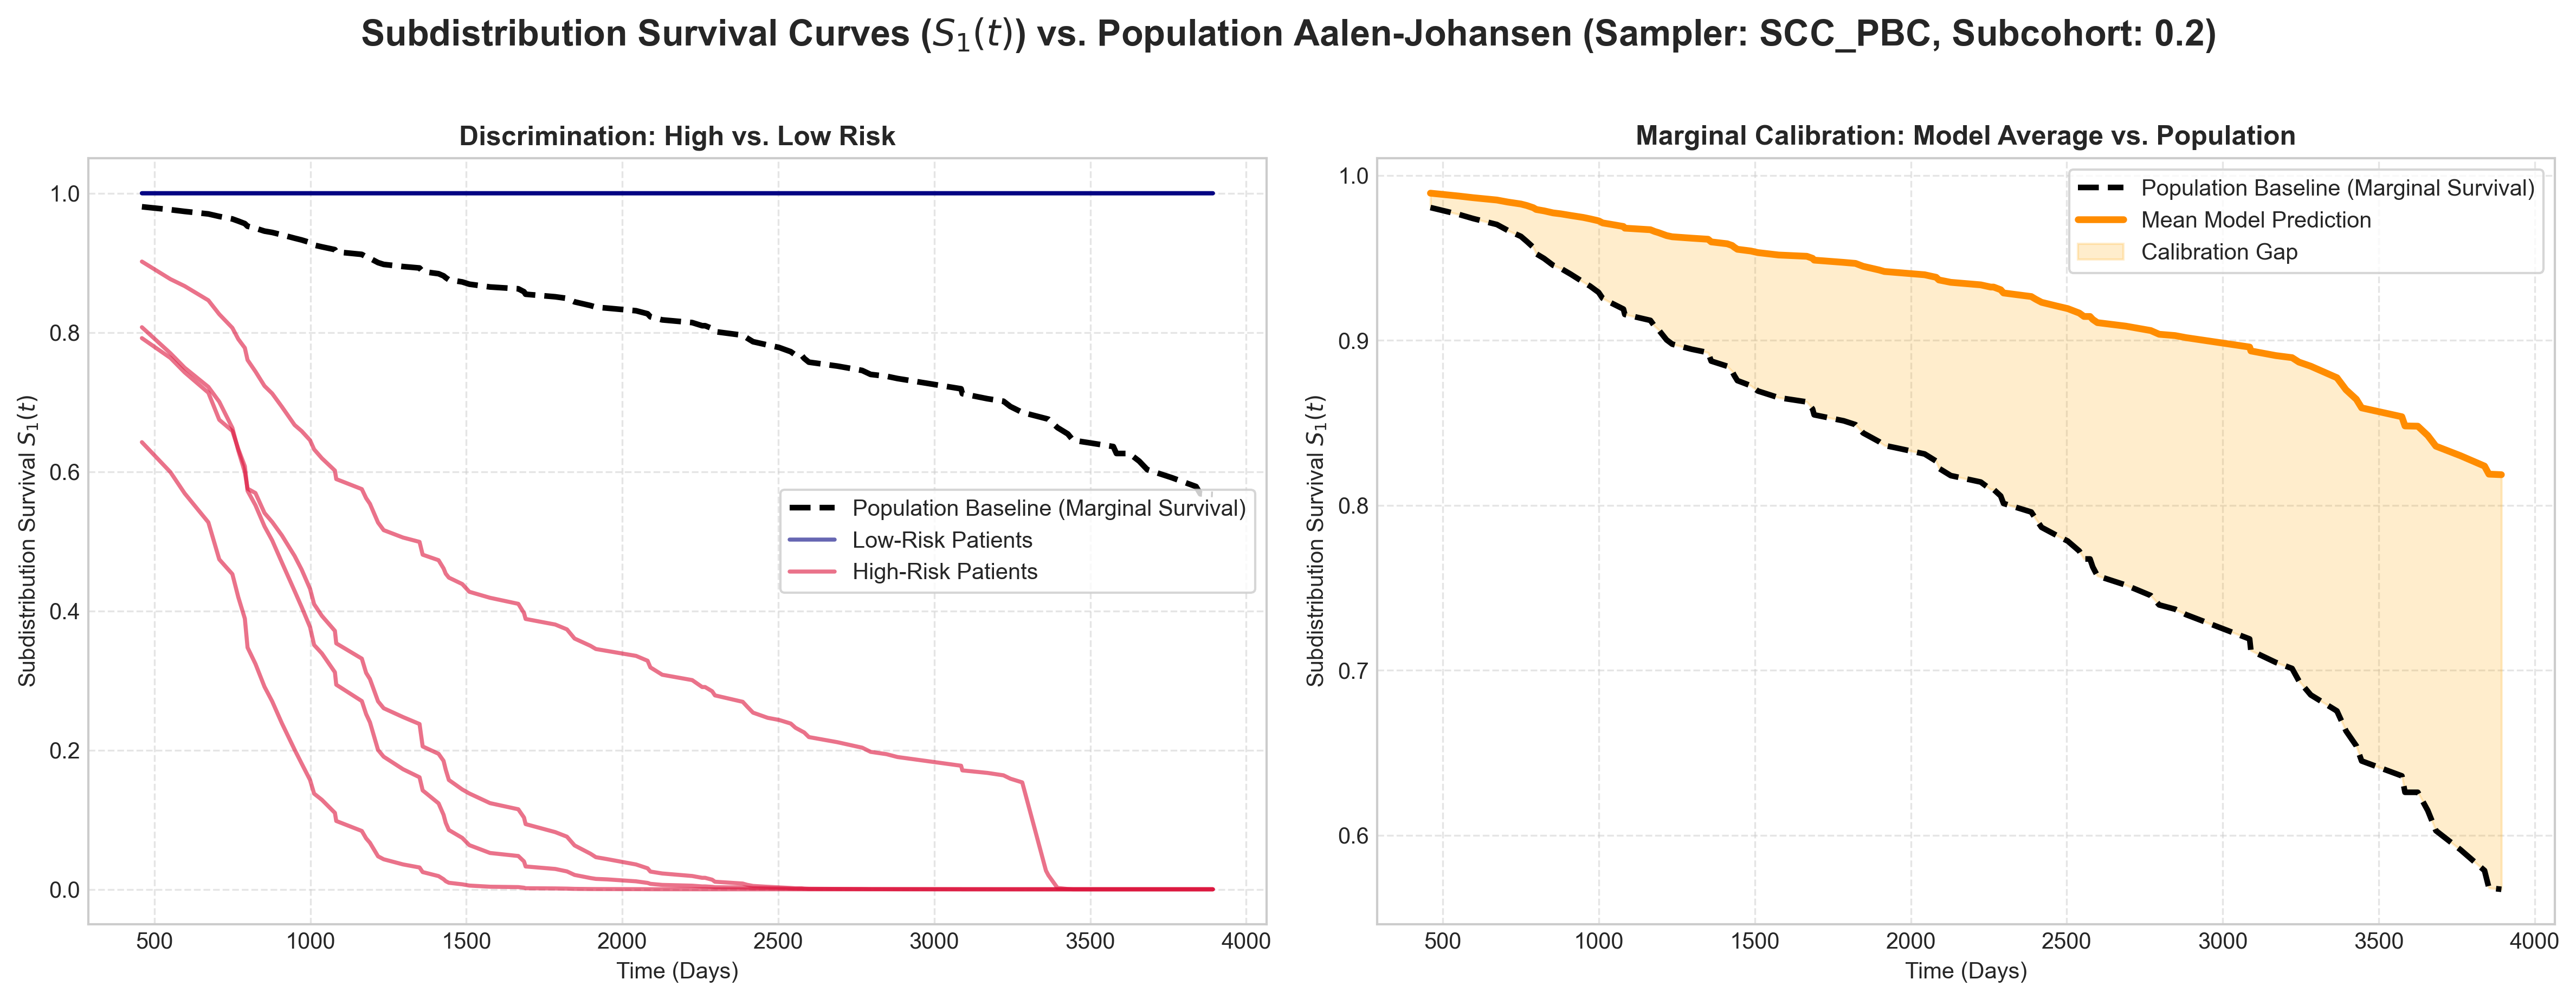 Subdistribution Survival Curves (S₁(t)) vs. Population Aalen-Johansen (Sampler: SCC_PBC, Subcohort: 0.2)
Discrimination: High vs. Low Risk
Subdistribution Survival S₁(t)
1.0
0.8
0.6
0.4
0.2
0.0
Population Baseline (Marginal Survival)
Low-Risk Patients
High-Risk Patients
500 1000 1500 2000 2500 3000 3500 4000
Time (Days)
Marginal Calibration: Model Average vs. Population
Subdistribution Survival S₁(t)
1.0
0.9
0.8
0.7
0.6
Population Baseline (Marginal Survival)
Mean Model Prediction
Calibration Gap
500 1000 1500 2000 2500 3000 3500 4000
Time (Days)